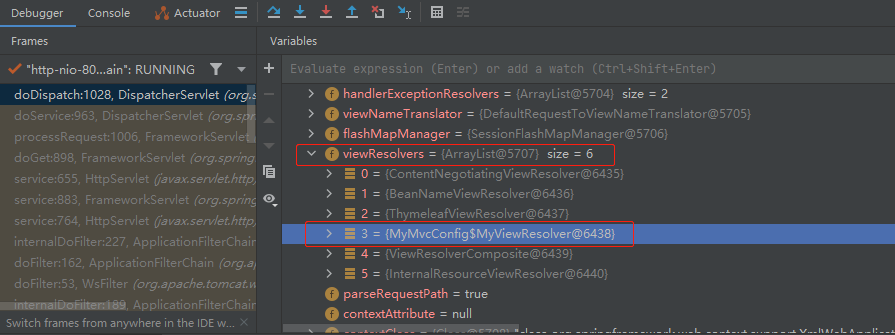 Debugger Console Actuator
Frames
Variables
"http-nio-80...ain": RUNNING
Evaluate expression (Enter) or add a watch (Ctrl+Shift+Enter)
doDispatch:1028, DispatcherServlet (org.s
doService:963, DispatcherServlet (org.sp
processRequest:1006, FrameworkServlet
doGet:898, FrameworkServlet (org.spring
service:655, HttpServlet (javax.servlet.http
service:883, FrameworkServlet (org.sprin
service:764, HttpServlet (javax.servlet.http
internalDoFilter:227, ApplicationFilterChain
doFilter:162, ApplicationFilterChain (org.a
doFilter:53, WsFilter (org.apache.tomcat.w
internalDoFilter:189, ApplicationFilterChain
Switch frames from anywhere in the IDE w...
handlerExceptionResolvers = {ArrayList@5704} size = 2
viewNameTranslator = {DefaultRequestToViewNameTranslator@5705}
flashMapManager = {SessionFlashMapManager@5706}
viewResolvers = {ArrayList@5707} size = 6
0 = {ContentNegotiatingViewResolver@6435}
1 = {BeanNameViewResolver@6436}
2 = {ThymeleafViewResolver@6437}
3 = {MyMvcConfig$MyViewResolver@6438}
4 = {ViewResolverComposite@6439}
5 = {InternalResourceViewResolver@6440}
parseRequestPath = true
contextAttribute = null